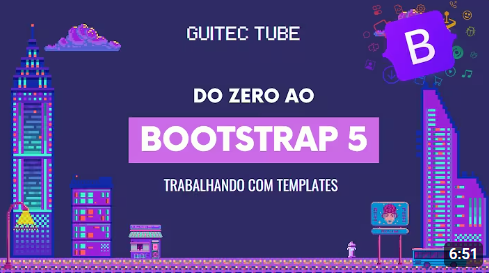 GUITEC TUBE
B
DO ZERO AO
BOOTSTRAP 5
TRABALHANDO COM TEMPLATES
6:51